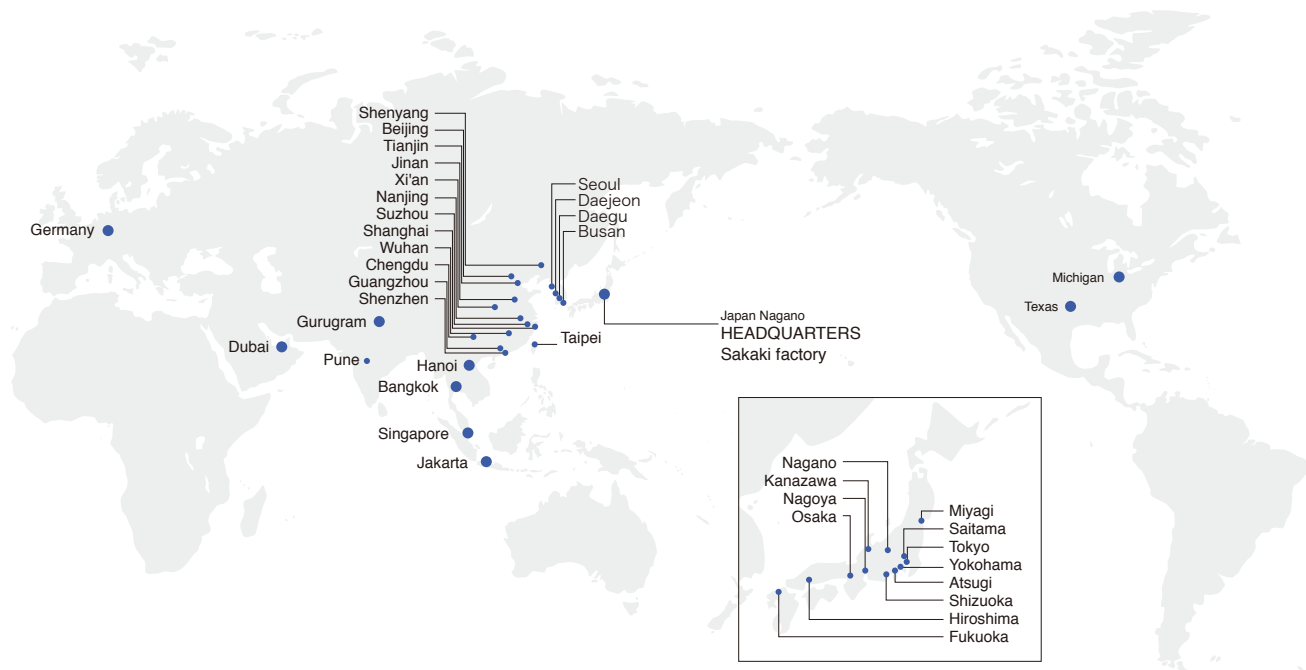 Shenyang
Beijing
Tianjin
Jinan
Xi'an
Nanjing
Suzhou
Shanghai
Wuhan
Chengdu
Guangzhou
Shenzhen
Seoul
Daejeon
Daegu
Busan
Germany
Gurugram
Dubai
Pune
Hanoi
Bangkok
Singapore
Jakarta
Taipei
Japan Nagano
HEADQUARTERS
Sakaki factory
Michigan
Texas
Nagano
Kanazawa
Nagoya
Osaka
Miyagi
Saitama
Tokyo
Yokohama
Atsugi
Shizuoka
Hiroshima
Fukuoka